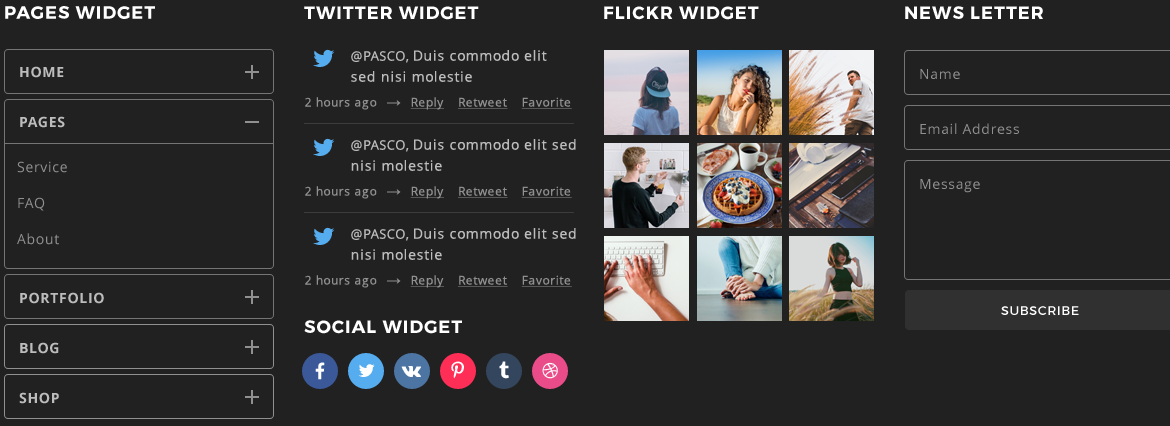 PAGES WIDGET
HOME
PAGES
Service
FAQ
About
PORTFOLIO
BLOG
SHOP
TWITTER WIDGET
@PASCO, Duis commodo elit
sed nisi molestie
2 hours ago → Reply Retweet Favorite
@PASCO, Duis commodo elit sed
nisi molestie
2 hours ago → Reply Retweet Favorite
@PASCO, Duis commodo elit sed
nisi molestie
2 hours ago → Reply Retweet Favorite
SOCIAL WIDGET
FLICKR WIDGET
NEWS LETTER
Name
Email Address
Message
SUBSCRIBE